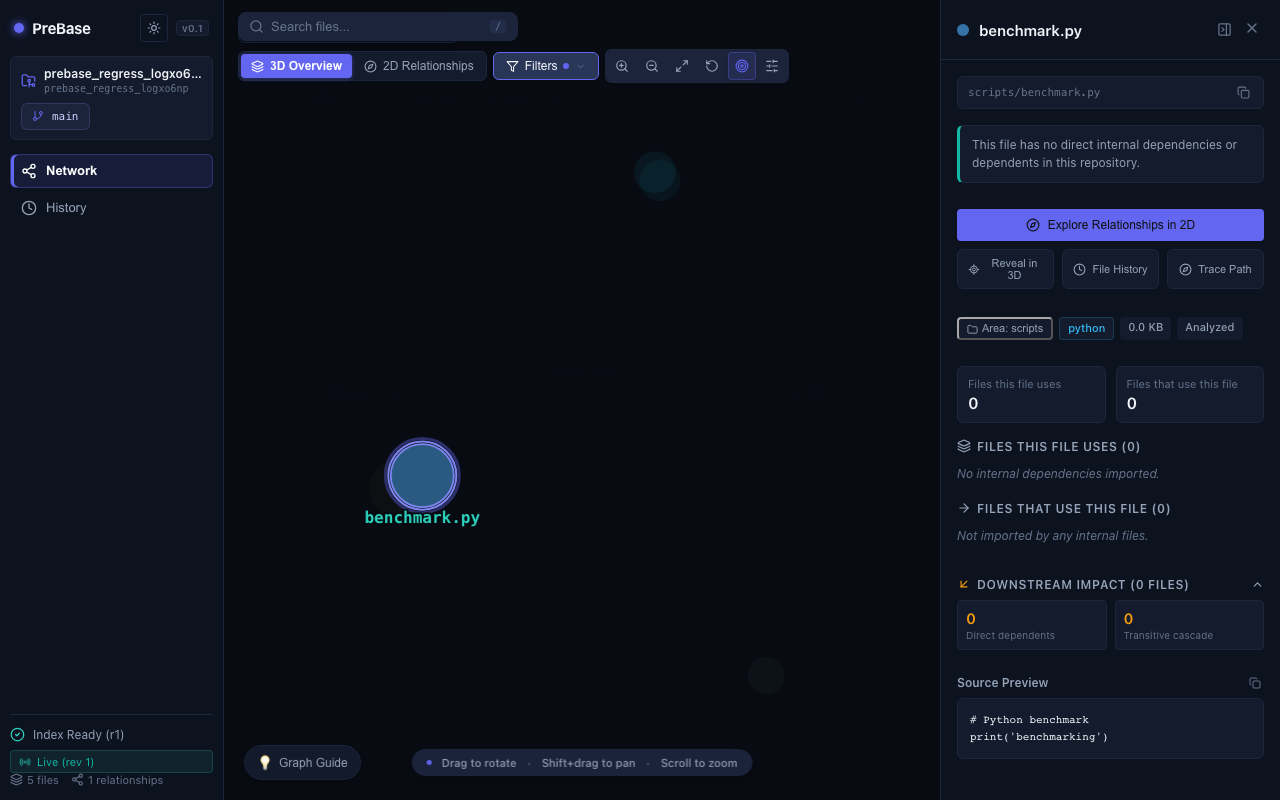 PreBase
v0.1
prebase_regress_logxo6...
prebase_regress_logxo6np
main
Network
History
Index Ready (r1)
Live (rev 1)
5 files
1 relationships
Search files...
/
3D Overview
2D Relationships
Filters
benchmark.py
Graph Guide
Drag to rotate · Shift+drag to pan · Scroll to zoom
benchmark.py
scripts/benchmark.py
This file has no direct internal dependencies or
dependents in this repository.
Explore Relationships in 2D
Reveal in
3D
File History
Trace Path
Area: scripts
python
0.0 KB
Analyzed
Files this file uses
0
Files that use this file
0
FILES THIS FILE USES (0)
No internal dependencies imported.
FILES THAT USE THIS FILE (0)
Not imported by any internal files.
DOWNSTREAM IMPACT (0 FILES)
0
Direct dependents
0
Transitive cascade
Source Preview
# Python benchmark
print('benchmarking')